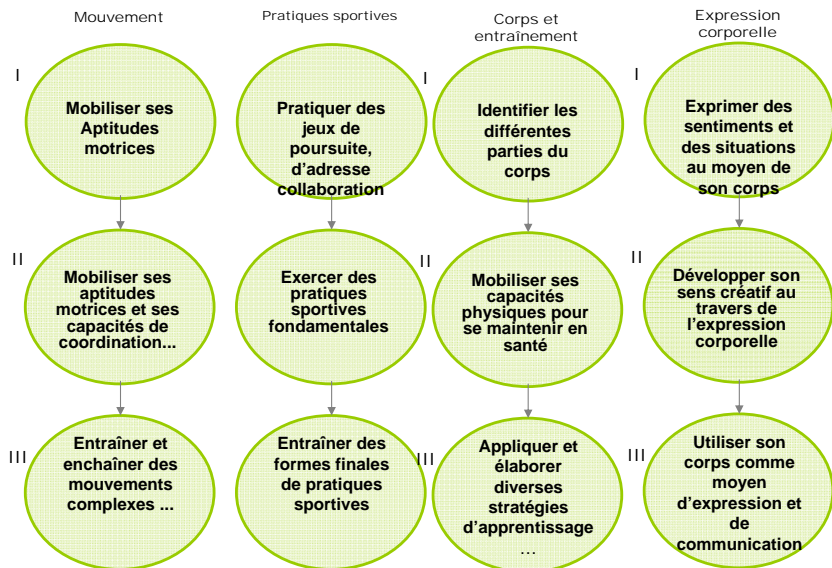 Mouvement
I
Mobiliser ses
Aptitudes
motrices
II
Mobiliser ses
aptitudes
motrices et ses
capacités de
coordination...
III
Entraîner et
enchaîner des
mouvements
complexes ...
Pratiques sportives
Pratiquer des
jeux de
poursuite,
d'adresse
collaboration
Exercer des
pratiques
sportives
fondamentales
Entraîner des
formes finales
de pratiques
sportives
Corps et
entraînement
I
Identifier les
différentes
parties du
corps
II
Mobiliser ses
capacités
physiques pour
se maintenir en
santé
III
Appliquer et
élaborer
diverses
stratégies
d'apprentissage
...
Expression
corporelle
I
Exprimer des
sentiments et
des situations
au moyen de
son corps
II
Développer son
sens créatif au
travers de
l'expression
corporelle
III
Utiliser son
corps comme
moyen
d'expression et
de
communication